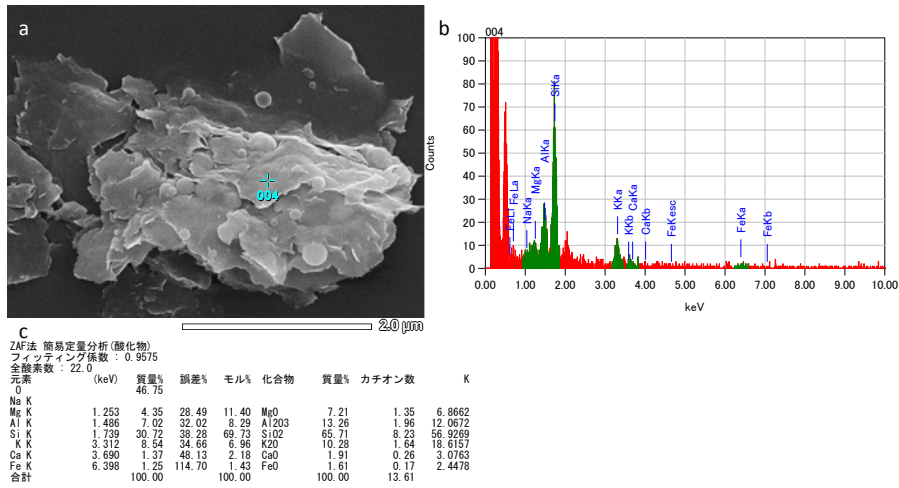 a
004
2.0 μm
b
004
100
90
80
70
60
50
40
30
20
10
0
Counts
FeLl
FeLa
NaKa
MgKa
AlKa
SiKa
KKa
KKb
CaKa
CaKb
FeKesc
FeKa
FeKb
0.00 1.00 2.00 3.00 4.00 5.00 6.00 7.00 8.00 9.00 10.00
keV
c
ZAF法 簡易定量分析(酸化物)
フィッティング係数 : 0.9575
全酸素数 : 22.0
元素 (keV) 質量% 誤差% モル% 化合物 質量% カチオン数 K
O 46.75
Na K
Mg K 1.253 4.35 28.49 11.40 MgO 7.21 1.35 6.8662
Al K 1.486 7.02 32.02 8.29 Al2O3 13.26 1.96 12.0672
Si K 1.739 30.72 38.28 69.73 SiO2 65.71 8.23 56.9269
K K 3.312 8.54 34.66 6.96 K2O 10.28 1.64 18.6157
Ca K 3.690 1.37 48.13 2.18 CaO 1.91 0.26 3.0763
Fe K 6.398 1.25 114.70 1.43 FeO 1.61 0.17 2.4478
合計 100.00 100.00 100.00 13.61